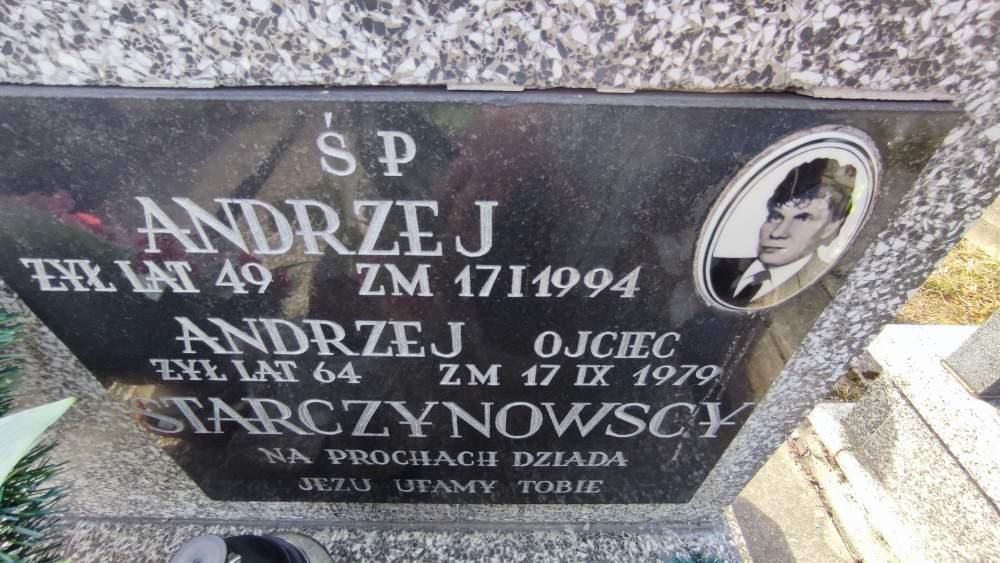 Ś P
ANDRZEJ
ŻYŁ LAT 49 ZM 17 I 1994
ANDRZEJ OJCIEC
ŻYŁ LAT 64 ZM 17 IX 1979
STARCZYNOWSCY
NA PROCHACH DZIADA
JEZU UFAMY TOBIE